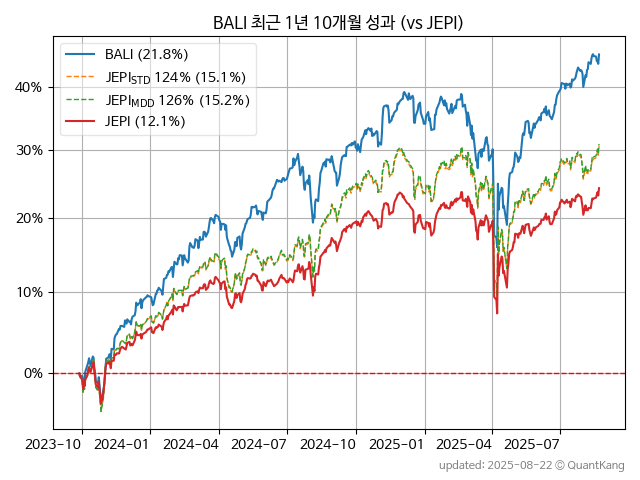 BALI 최근 1년 10개월 성과 (vs JEPI)
BALI (21.8%)
JEPI_STD 124% (15.1%)
JEPI_MDD 126% (15.2%)
JEPI (12.1%)
40%
30%
20%
10%
0%
2023-10 2024-01 2024-04 2024-07 2024-10 2025-01 2025-04 2025-07
updated: 2025-08-22 © QuantKang